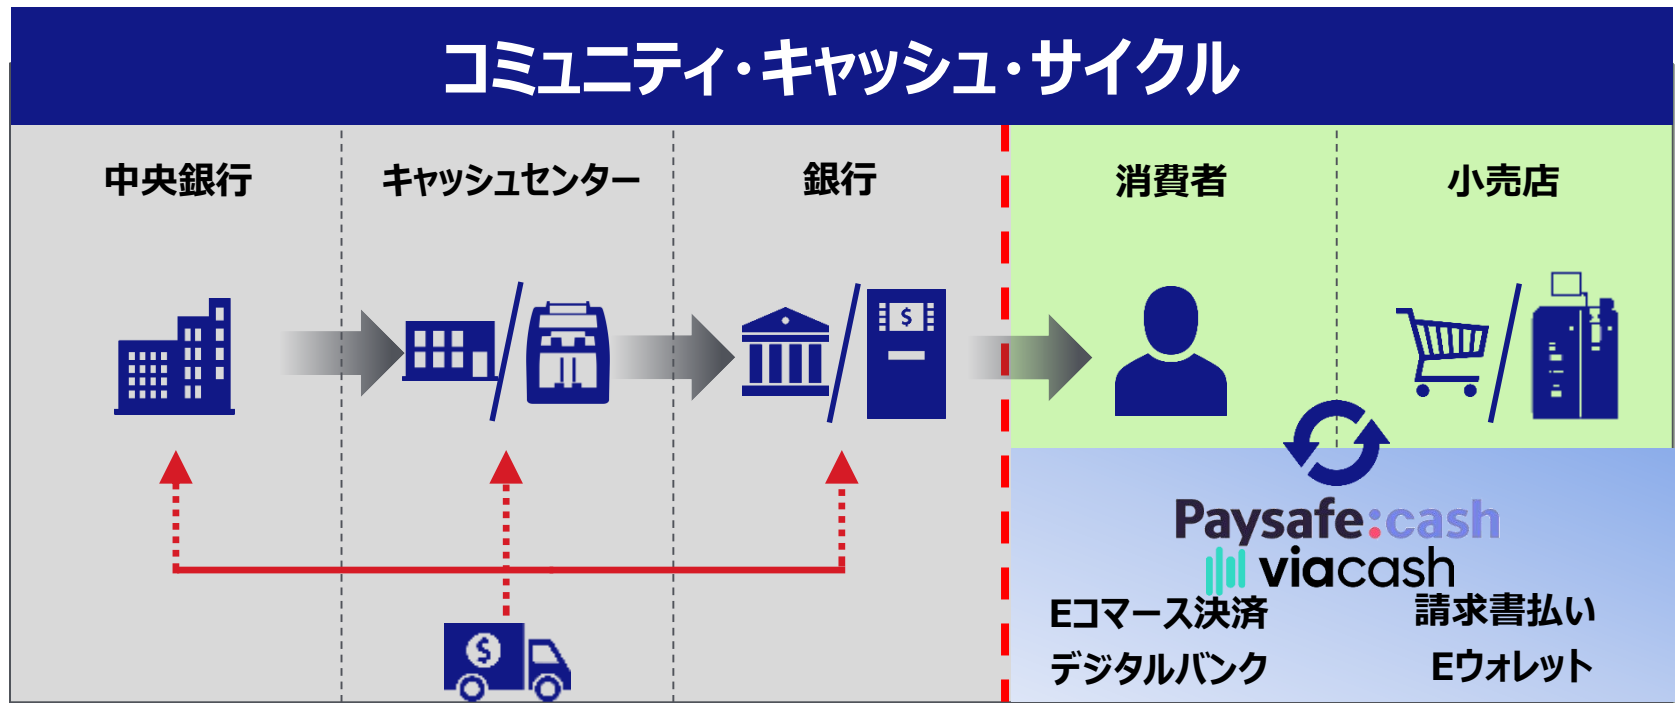 コミュニティ・キャッシュ・サイクル
中央銀行
キャッシュセンター
銀行
消費者
小売店
$
$
Paysafe:cash
viacash
Eコマース決済
請求書払い
デジタルバンク
Eウォレット